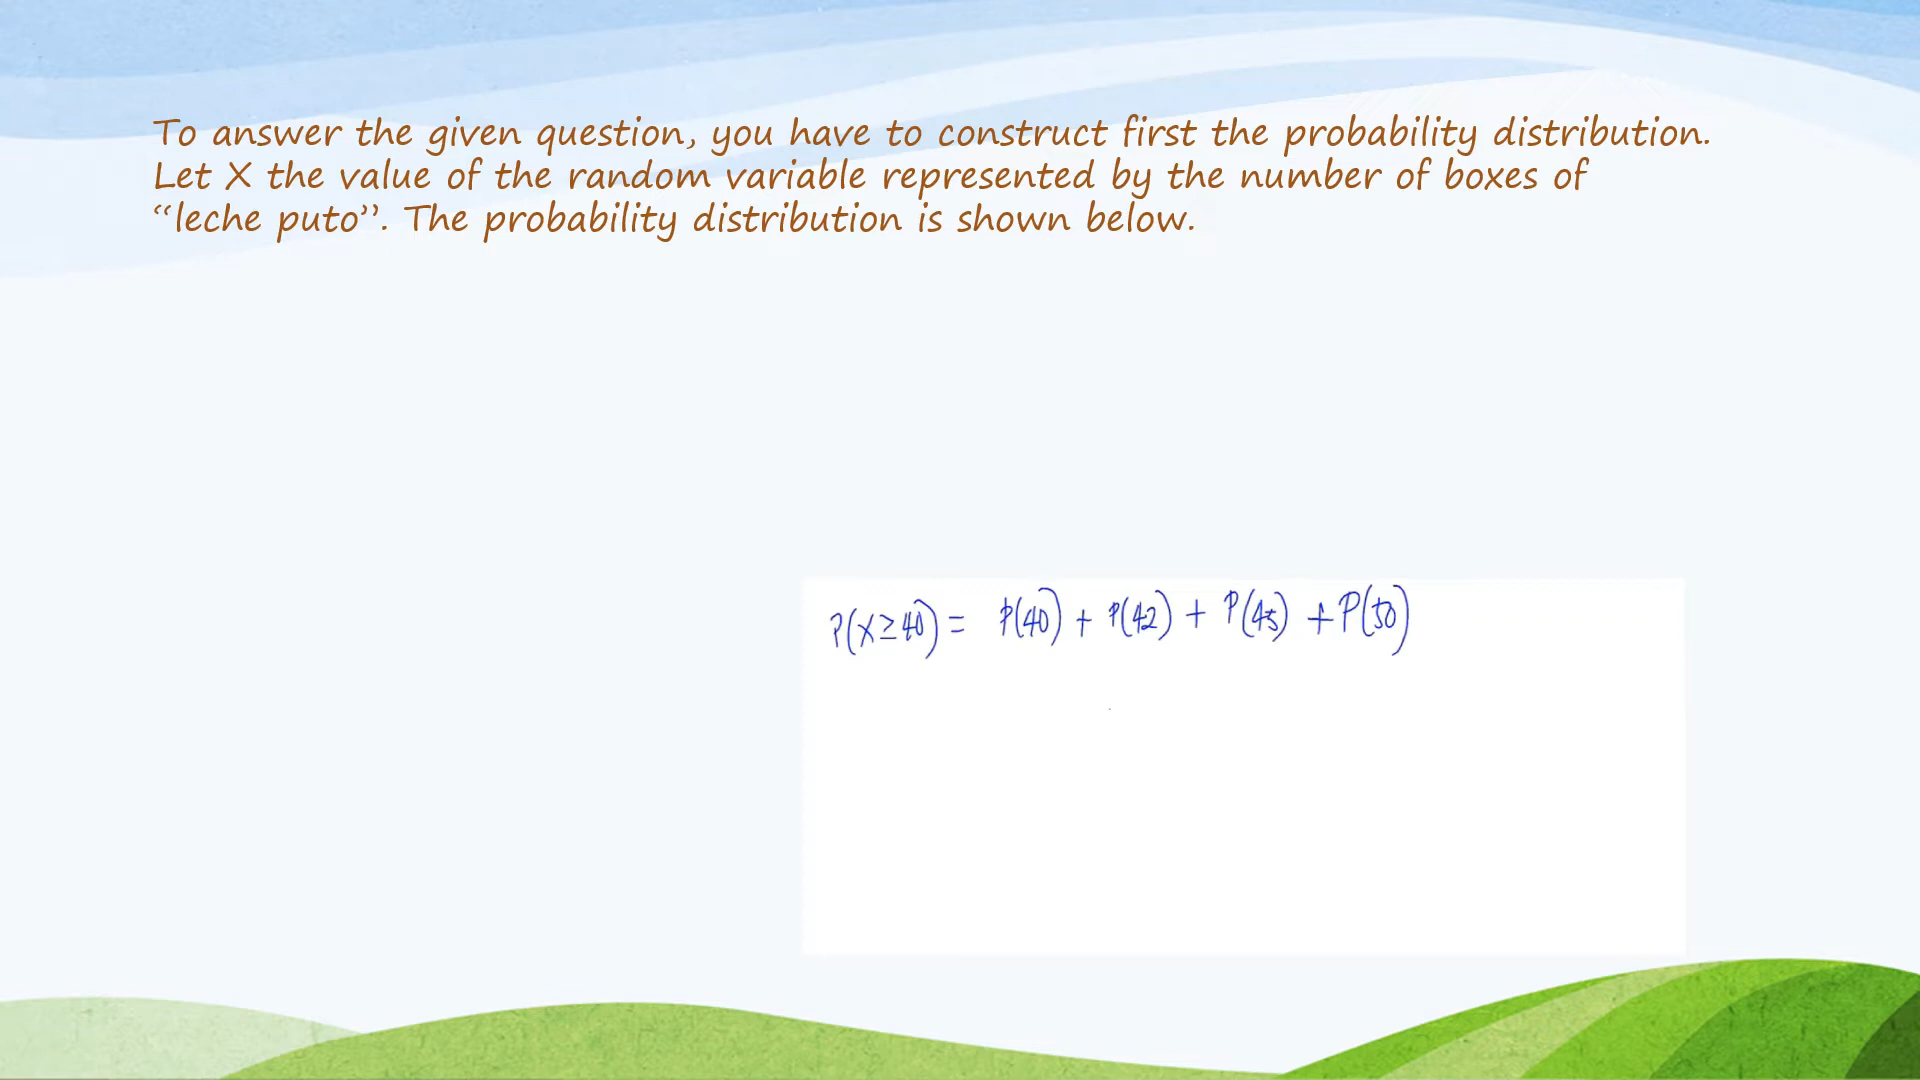 To answer the given question, you have to construct first the probability distribution.
Let X the value of the random variable represented by the number of boxes of
“leche puto”. The probability distribution is shown below.
P(X≥40) = P(40) + P(42) + P(45) + P(50)